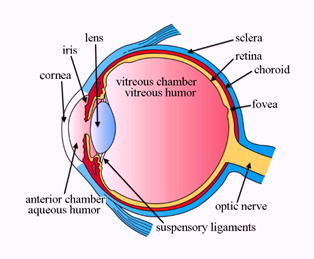 lens
sclera
iris
retina
cornea
choroid
vitreous chamber
vitreous humor
fovea
anterior chamber
aqueous humor
optic nerve
suspensory ligaments